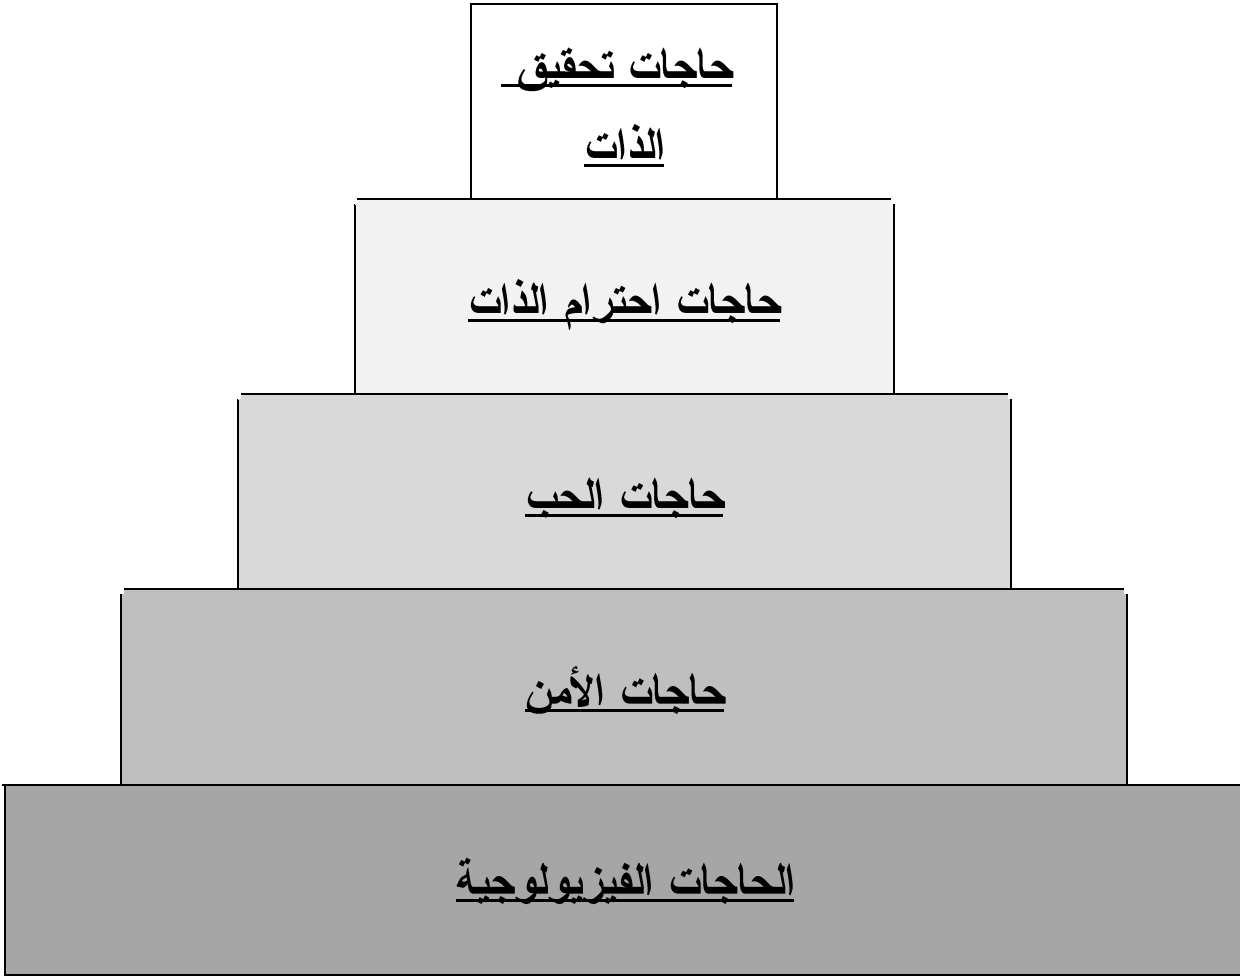 حاجات تحقيق
الذات
حاجات احترام الذات
حاجات الحب
حاجات الأمن
الحاجات الفيزيولوجية